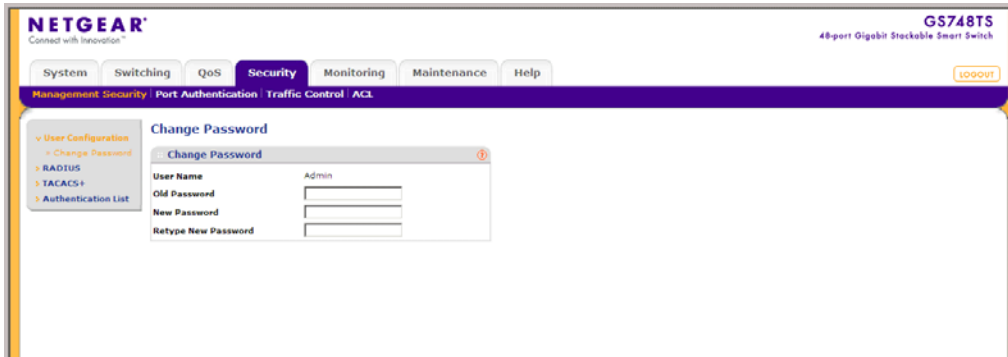 NETGEAR®
Connect with Innovation™
GS748TS
48-port Gigabit Stackable Smart Switch
System Switching QoS Security Monitoring Maintenance Help
LOGOUT
Management Security | Port Authentication | Traffic Control | ACL
User Configuration
Change Password
RADIUS
TACACS+
Authentication List
Change Password
Change Password
User Name Admin
Old Password
New Password
Retype New Password